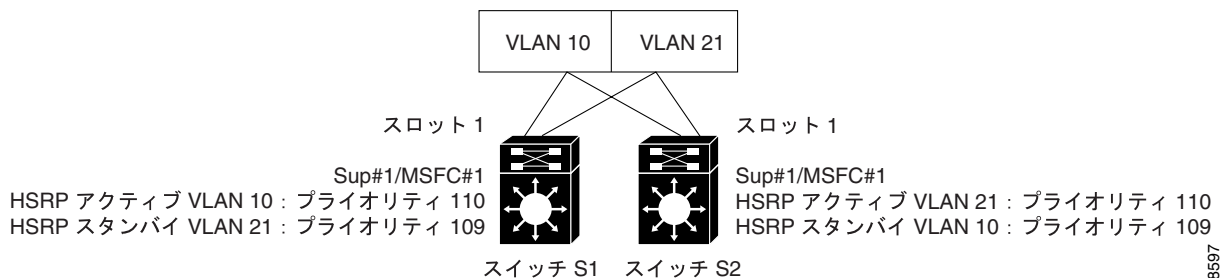 VLAN 10 VLAN 21
スロット 1
スロット 1
Sup#1/MSFC#1
HSRP アクティブ VLAN 10：プライオリティ 110
HSRP スタンバイ VLAN 21：プライオリティ 109
Sup#1/MSFC#1
HSRP アクティブ VLAN 21：プライオリティ 110
HSRP スタンバイ VLAN 10：プライオリティ 109
スイッチ S1
スイッチ S2